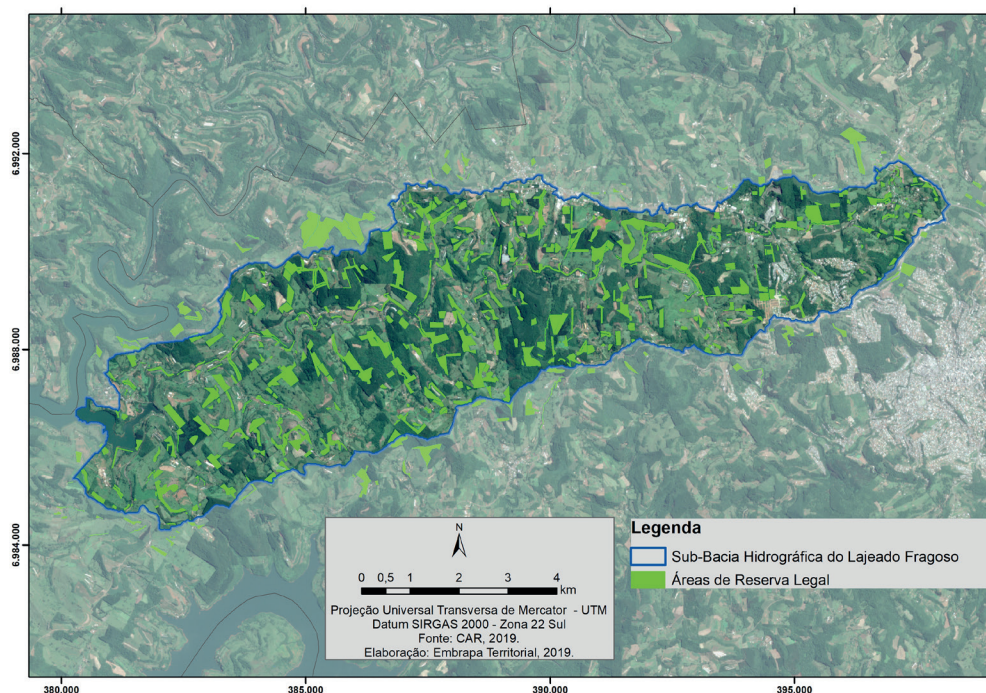 6.992.000
6.988.000
6.984.000
N
0 0,5 1 2 3 4
km
Projeção Universal Transversa de Mercator - UTM
Datum SIRGAS 2000 - Zona 22 Sul
Fonte: CAR, 2019.
Elaboração: Embrapa Territorial, 2019.
Legenda
Sub-Bacia Hidrográfica do Lajeado Fragoso
Áreas de Reserva Legal
380.000 385.000 390.000 395.000